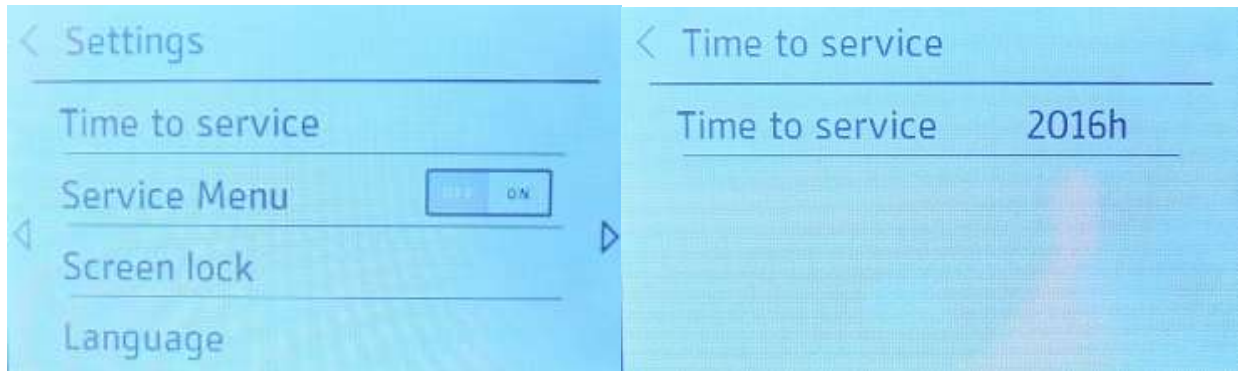 Settings
Time to service
Service Menu
ON
Screen lock
Language
Time to service
Time to service 2016h